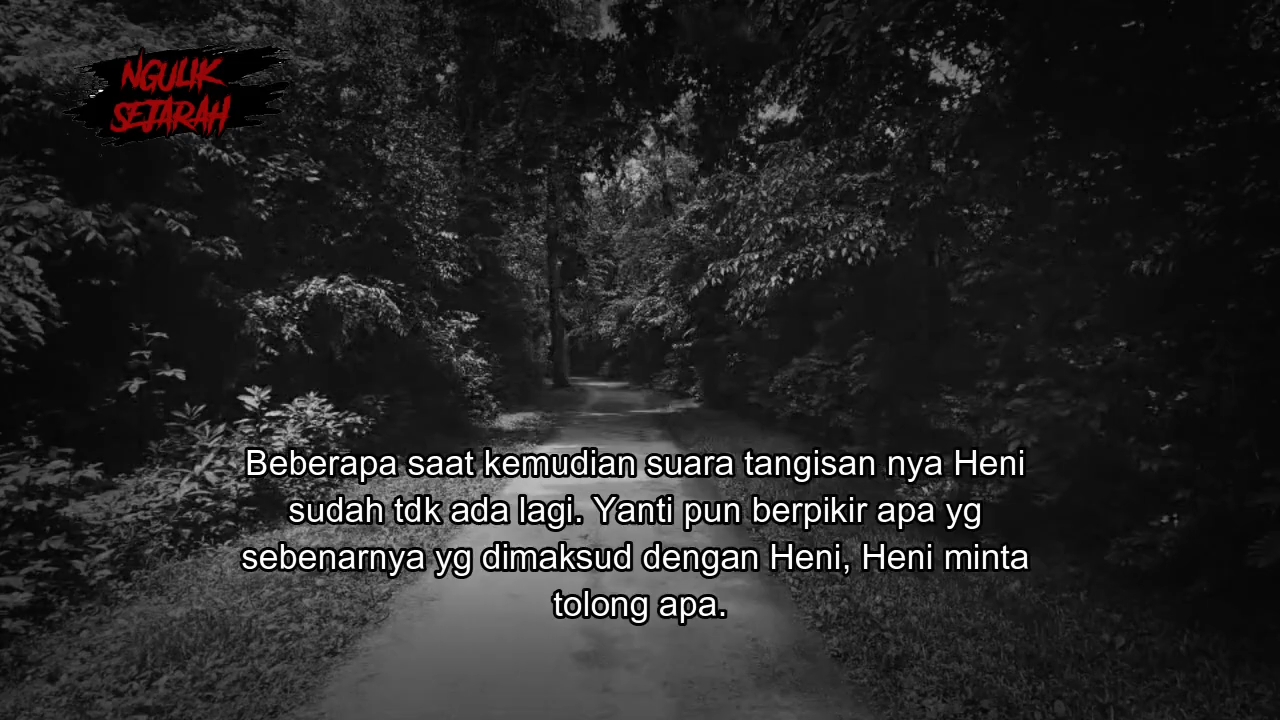 NGULIK
SEJARAH
Beberapa saat kemudian suara tangisan nya Heni
sudah tdk ada lagi. Yanti pun berpikir apa yg
sebenarnya yg dimaksud dengan Heni, Heni minta
tolong apa.